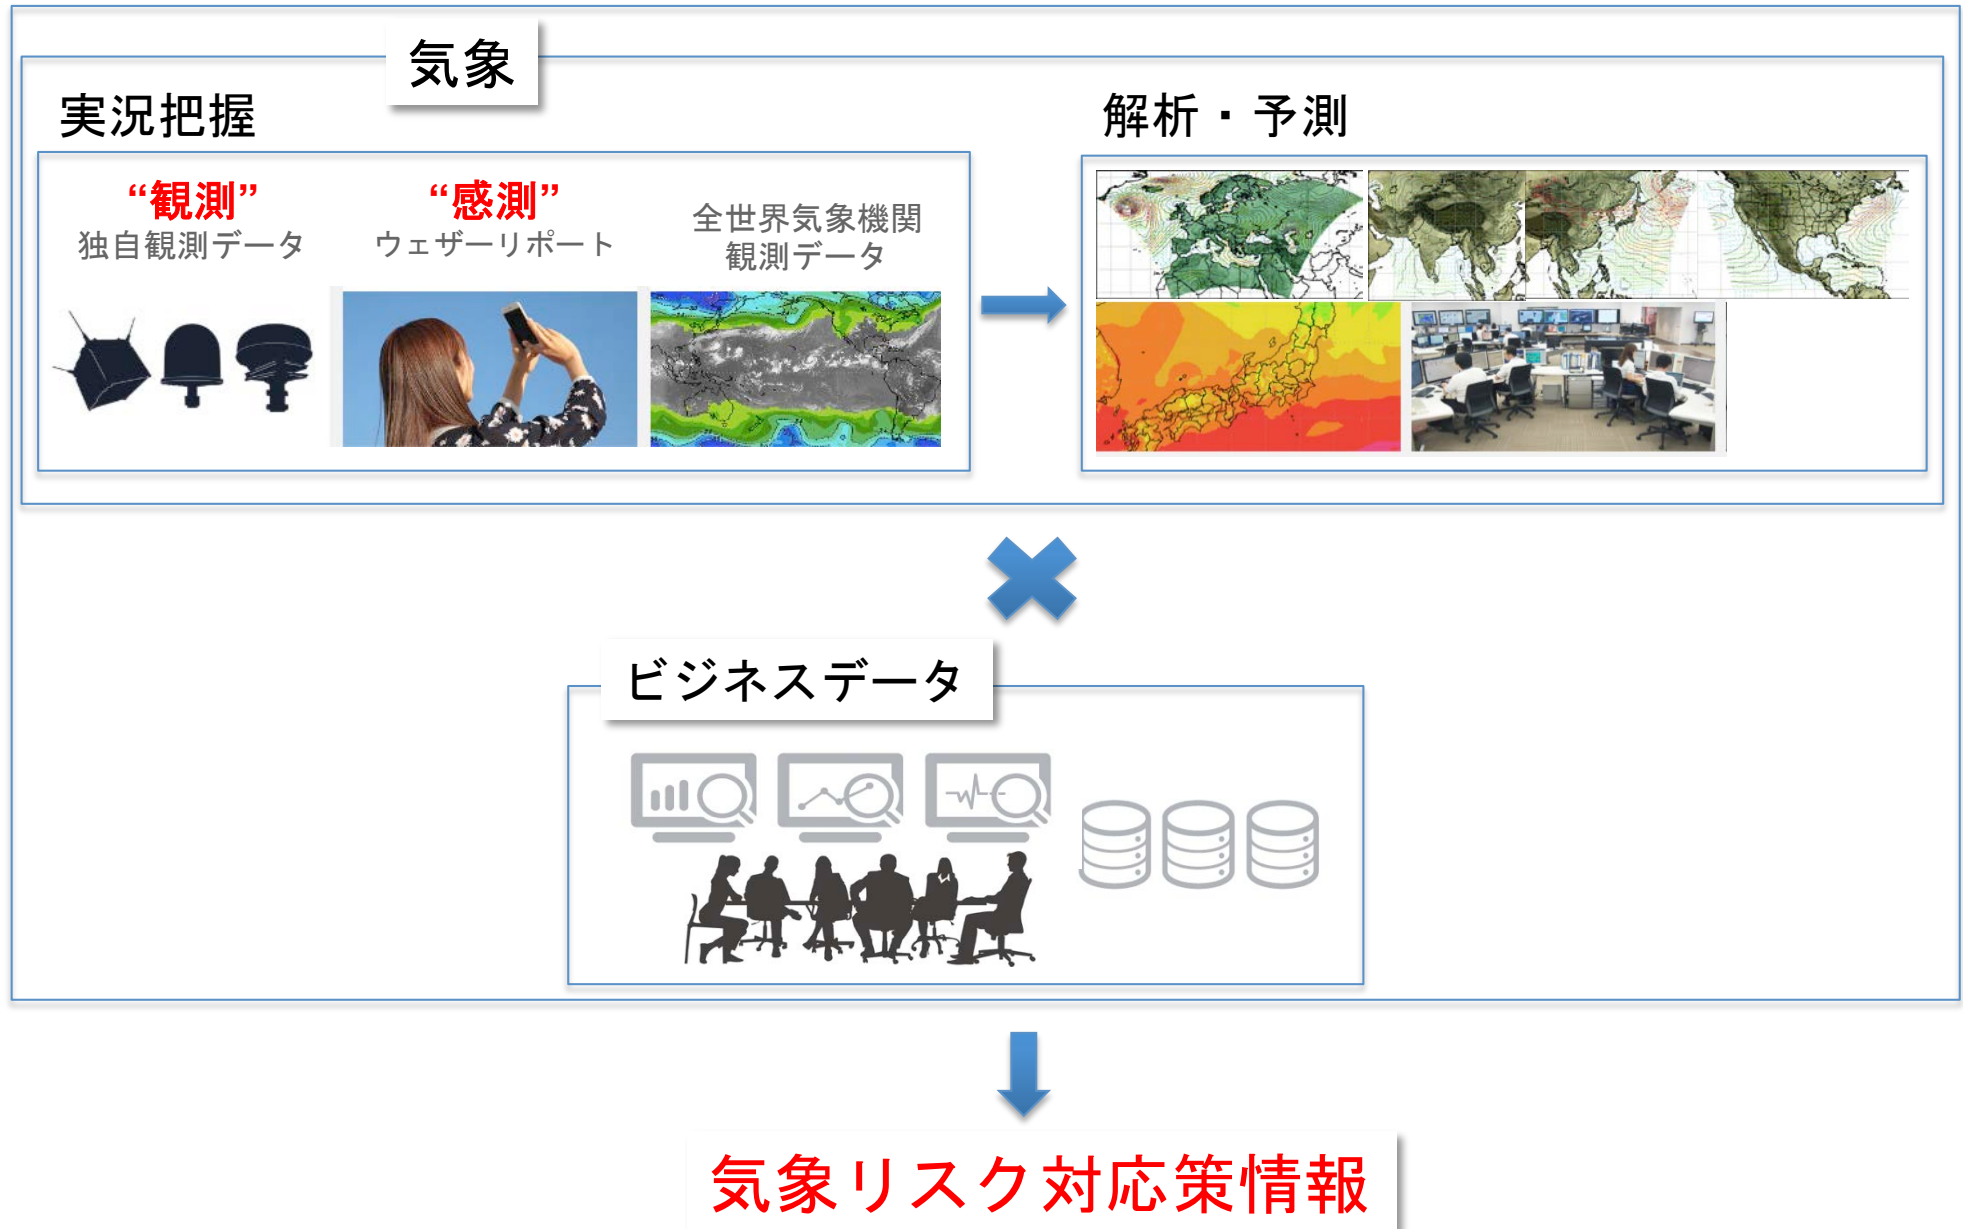 気象
実況把握
“観測”
独自観測データ
“感測”
ウェザーリポート
全世界気象機関
観測データ
解析・予測
ビジネスデータ
気象リスク対応策情報